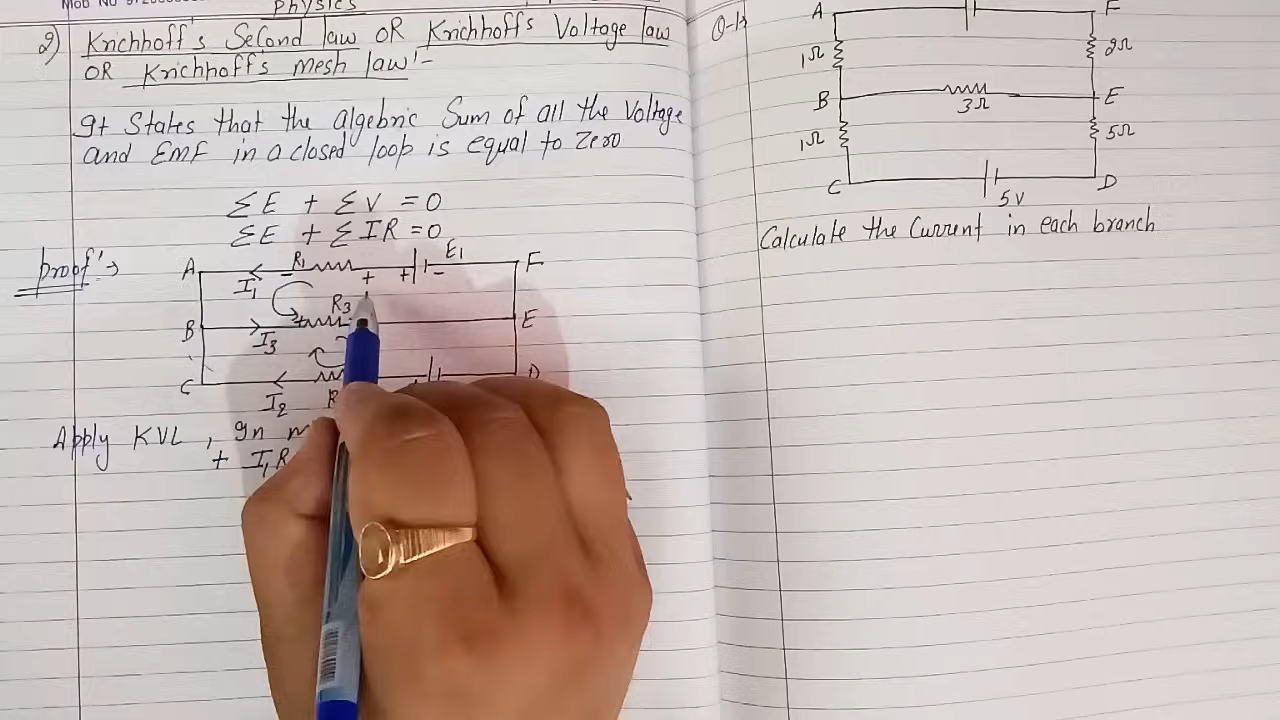 Physics
2) Krichhoff's Second law OR Krichhoff's Voltage law
OR Krichhoff's mesh law :-
It States that the algebric Sum of all the Voltage
and EMF in a closed loop is equal to Zero
ΣE + ΣV = 0
ΣE + ΣIR = 0
proof :→
A R₁ E₁ F
I₁ - + + -
R₃
B + E
I₃
C D
I₂ R
Apply KVL , In
+ I₁R
Q-1)
A F
1Ω 2Ω
B 3Ω E
1Ω 5Ω
C D
5V
Calculate the Current in each branch